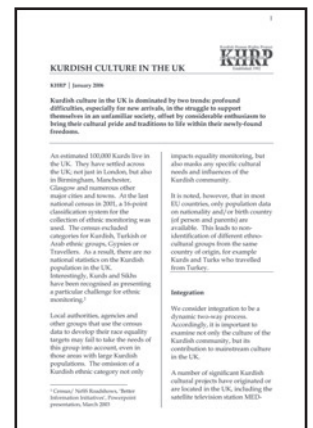 1
Kurdish Human Rights Project
KHRP
Established 1992
KURDISH CULTURE IN THE UK
KHRP | January 2006
Kurdish culture in the UK is dominated by two trends: profound
difficulties, especially for new arrivals, in the struggle to support
themselves in an unfamiliar society, offset by considerable enthusiasm to
bring their cultural pride and traditions to life within their newly-found
freedoms.
An estimated 100,000 Kurds live in
the UK. They have settled across
the UK; not just in London, but also
in Birmingham, Manchester,
Glasgow and numerous other
major cities and towns. At the last
national census in 2001, a 16-point
classification system for the
collection of ethnic monitoring was
used. The census excluded
categories for Kurdish, Turkish or
Arab ethnic groups, Gypsies or
Travellers. As a result, there are no
national statistics on the Kurdish
population in the UK.
Interestingly, Kurds and Sikhs
have been recognised as presenting
a particular challenge for ethnic
monitoring.¹
Local authorities, agencies and
other groups that use the census
data to develop their race equality
targets may fail to take the needs of
this group into account, even in
those areas with large Kurdish
populations. The omission of a
Kurdish ethnic category not only
¹ Census/ NeSS Roadshows, 'Better
Information Initiatives', Powerpoint
presentation, March 2003
impacts equality monitoring, but
also masks any specific cultural
needs and influences of the
Kurdish community.
It is noted, however, that in most
EU countries, only population data
on nationality and/or birth country
(of person and parents) are
available. This leads to non-
identification of different ethno-
cultural groups from the same
country of origin, for example
Kurds and Turks who travelled
from Turkey.
Integration
We consider integration to be a
dynamic two-way process.
Accordingly, it is important to
examine not only the culture of the
Kurdish community, but its
contribution to mainstream culture
in the UK.
A number of significant Kurdish
cultural projects have originated or
are located in the UK, including the
satellite television station MED-